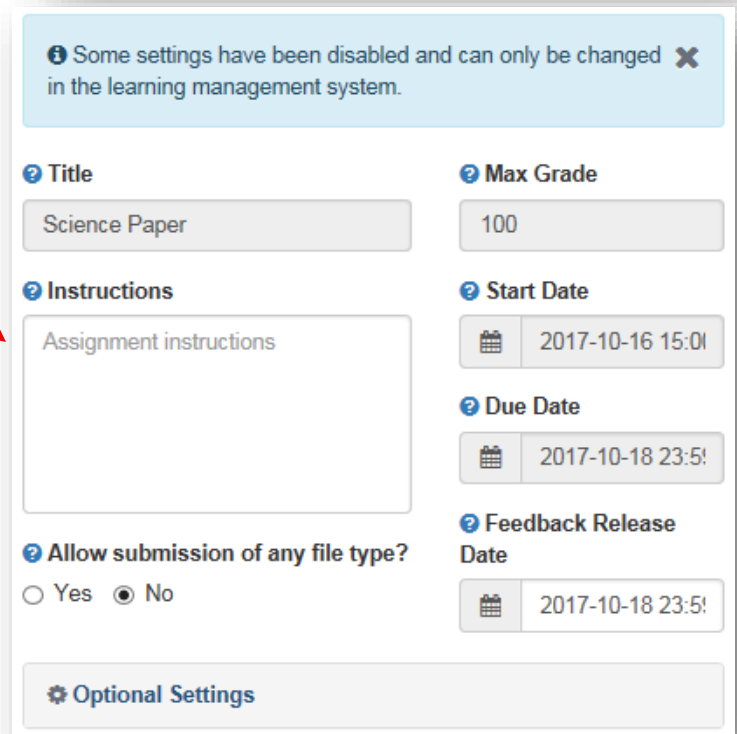 Some settings have been disabled and can only be changed
in the learning management system.
Title
Science Paper
Instructions
Assignment instructions
Allow submission of any file type?
Yes No
Max Grade
100
Start Date
2017-10-16 15:0
Due Date
2017-10-18 23:5
Feedback Release
Date
2017-10-18 23:5
Optional Settings